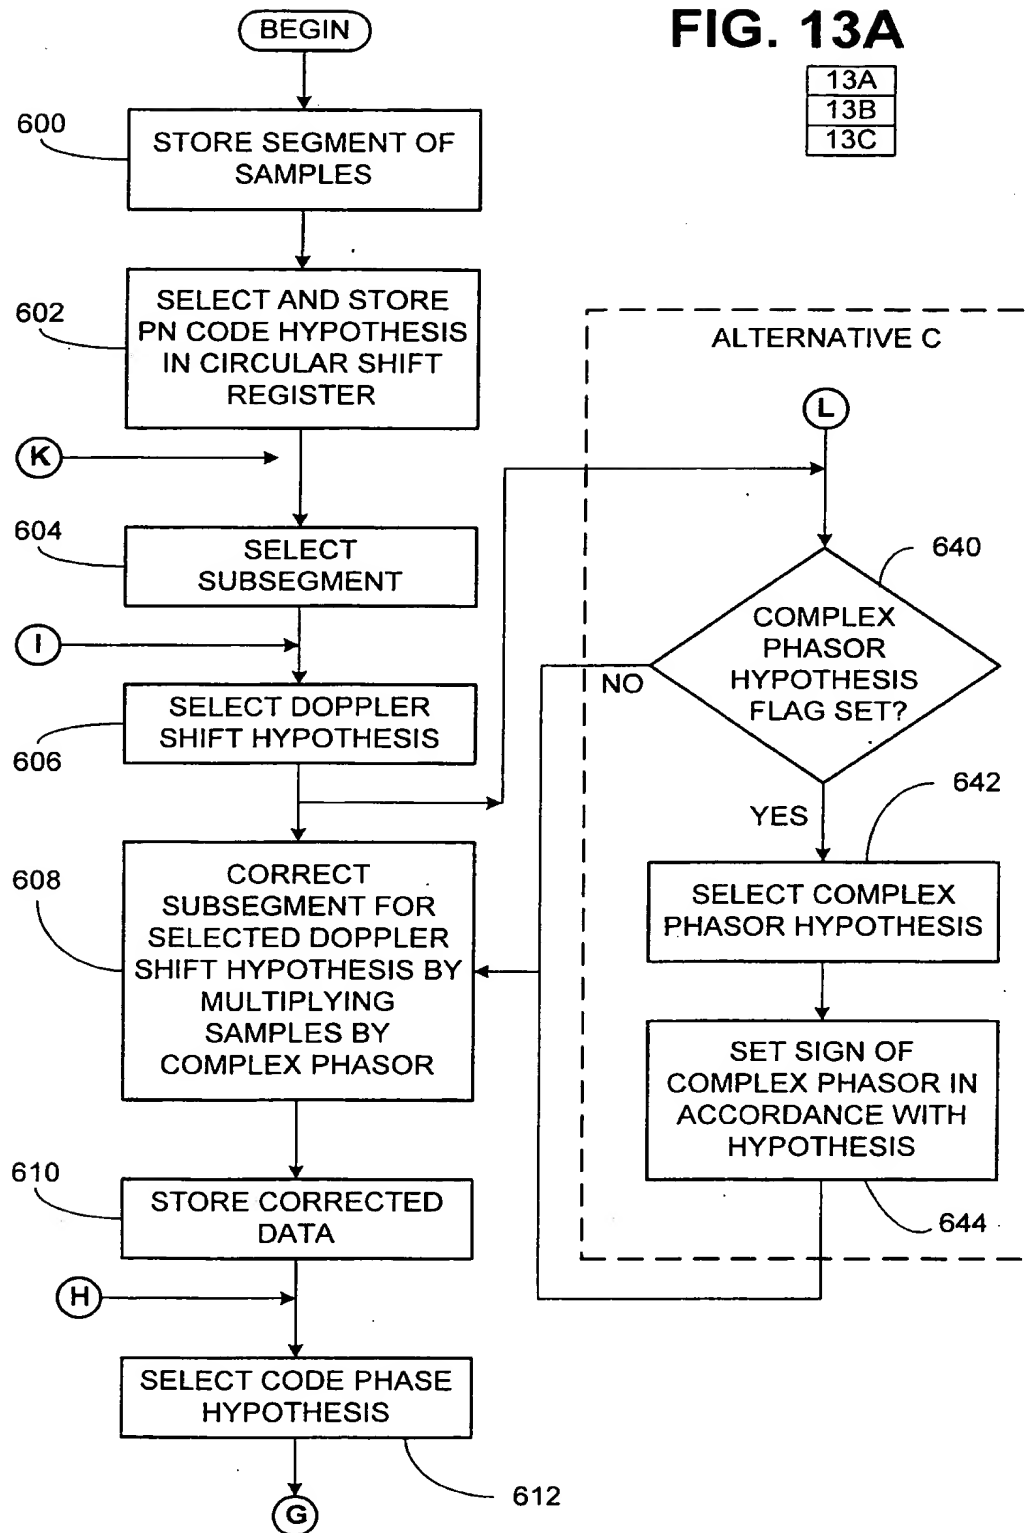 FIG. 13A
13A
13B
13C
BEGIN
600
STORE SEGMENT OF
SAMPLES
602
SELECT AND STORE
PN CODE HYPOTHESIS
IN CIRCULAR SHIFT
REGISTER
K
604
SELECT
SUBSEGMENT
I
606
SELECT DOPPLER
SHIFT HYPOTHESIS
608
CORRECT
SUBSEGMENT FOR
SELECTED DOPPLER
SHIFT HYPOTHESIS BY
MULTIPLYING
SAMPLES BY
COMPLEX PHASOR
610
STORE CORRECTED
DATA
H
SELECT CODE PHASE
HYPOTHESIS
612
G
ALTERNATIVE C
L
640
COMPLEX
PHASOR
HYPOTHESIS
FLAG SET?
NO
YES
642
SELECT COMPLEX
PHASOR HYPOTHESIS
SET SIGN OF
COMPLEX PHASOR IN
ACCORDANCE WITH
HYPOTHESIS
644